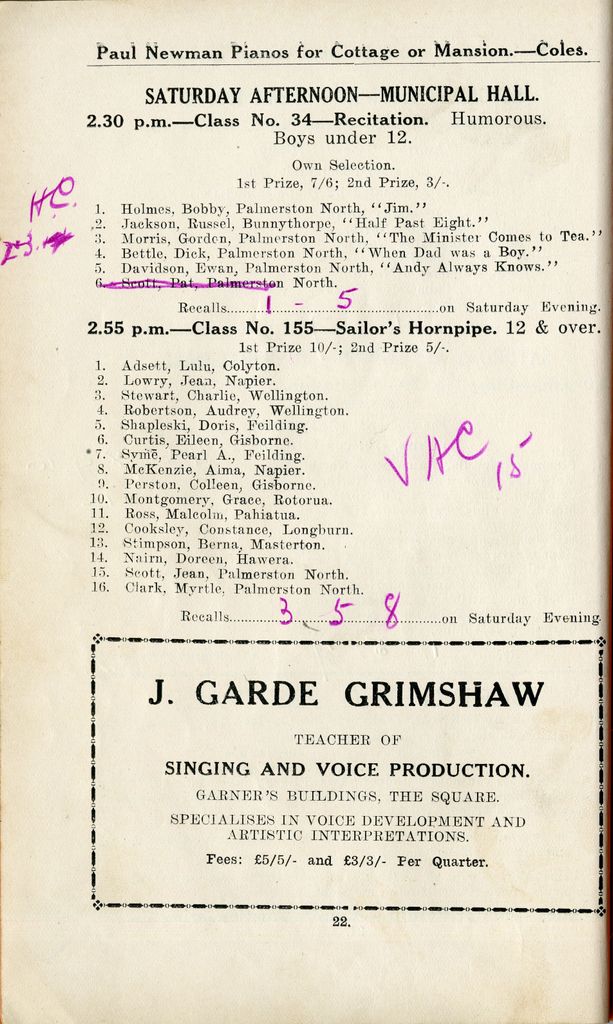 Paul Newman Pianos for Cottage or Mansion.—Coles.
SATURDAY AFTERNOON—MUNICIPAL HALL.
2.30 p.m.—Class No. 34—Recitation. Humorous.
Boys under 12.
Own Selection.
1st Prize, 7/6; 2nd Prize, 3/-.
H.C.
1. Holmes, Bobby, Palmerston North, "Jim."
2. Jackson, Russel, Bunnythorpe, "Half Past Eight."
3. Morris, Gordon, Palmerston North, "The Minister Comes to Tea."
4. Bettle, Dick, Palmerston North, "When Dad was a Boy."
5. Davidson, Ewan, Palmerston North, "Andy Always Knows."
6. Scott, Pat, Palmerston North.
Recalls 1 - 5 on Saturday Evening.
2.55 p.m.—Class No. 155—Sailor's Hornpipe. 12 & over.
1st Prize 10/-; 2nd Prize 5/-.
1. Adsett, Lulu, Colyton.
2. Lowry, Jean, Napier.
3. Stewart, Charlie, Wellington.
4. Robertson, Audrey, Wellington.
5. Shapleski, Doris, Feilding.
6. Curtis, Eileen, Gisborne.
*7. Syme, Pearl A., Feilding.
8. McKenzie, Alma, Napier.
9. Perston, Colleen, Gisborne.
10. Montgomery, Grace, Rotorua.
11. Ross, Malcolm, Pahiatua.
12. Cooksley, Constance, Longburn.
13. Stimpson, Berna, Masterton.
14. Nairn, Doreen, Hawera.
15. Scott, Jean, Palmerston North.
16. Clark, Myrtle, Palmerston North.
VHC 15
Recalls 3 5 8 on Saturday Evening.
J. GARDE GRIMSHAW
TEACHER OF
SINGING AND VOICE PRODUCTION.
GARNER'S BUILDINGS, THE SQUARE.
SPECIALISES IN VOICE DEVELOPMENT AND
ARTISTIC INTERPRETATIONS.
Fees: £5/5/- and £3/3/- Per Quarter.
22.